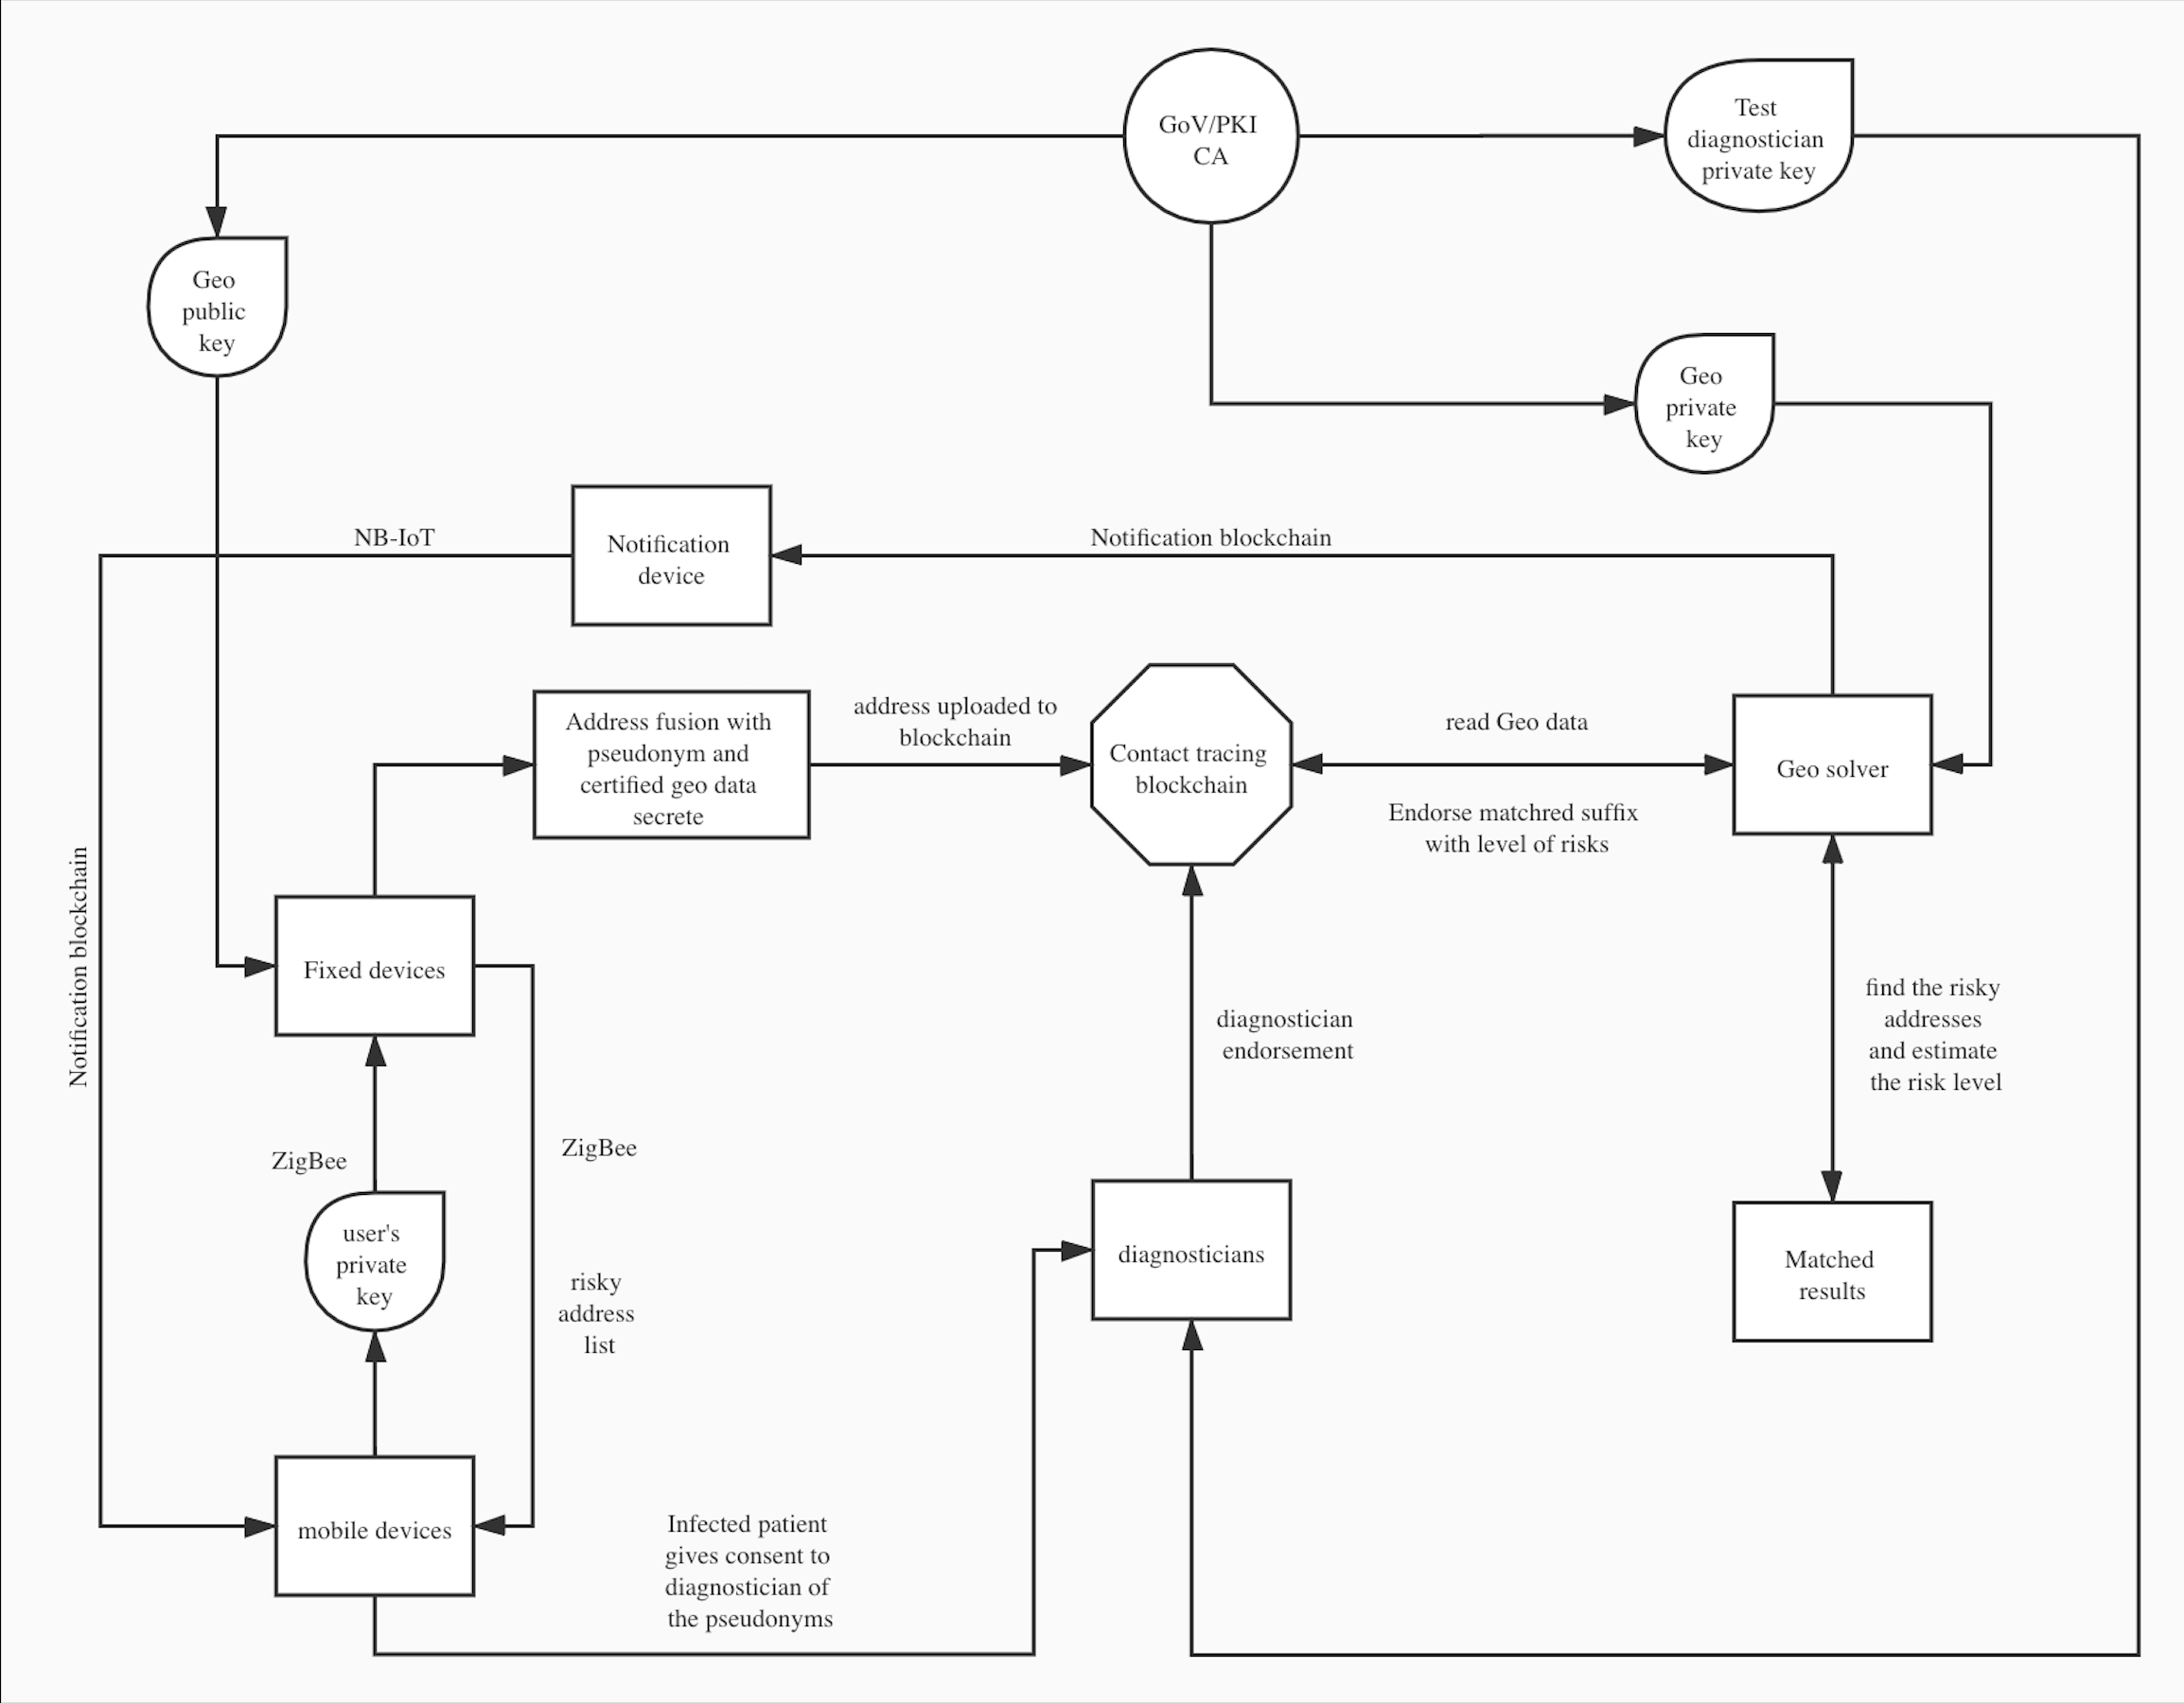 GoV/PKI
CA
Test
diagnostician
private key
Geo
public
key
Geo
private
key
NB-IoT
Notification
device
Notification blockchain
Address fusion with
pseudonym and
certified geo data
secrete
address uploaded to
blockchain
Contact tracing
blockchain
read Geo data
Endorse matchred suffix
with level of risks
Geo solver
Notification blockchain
Fixed devices
diagnostician
endorsement
find the risky
addresses
and estimate
the risk level
ZigBee
ZigBee
user's
private
key
risky
address
list
diagnosticians
Matched
results
mobile devices
Infected patient
gives consent to
diagnostician of
the pseudonyms